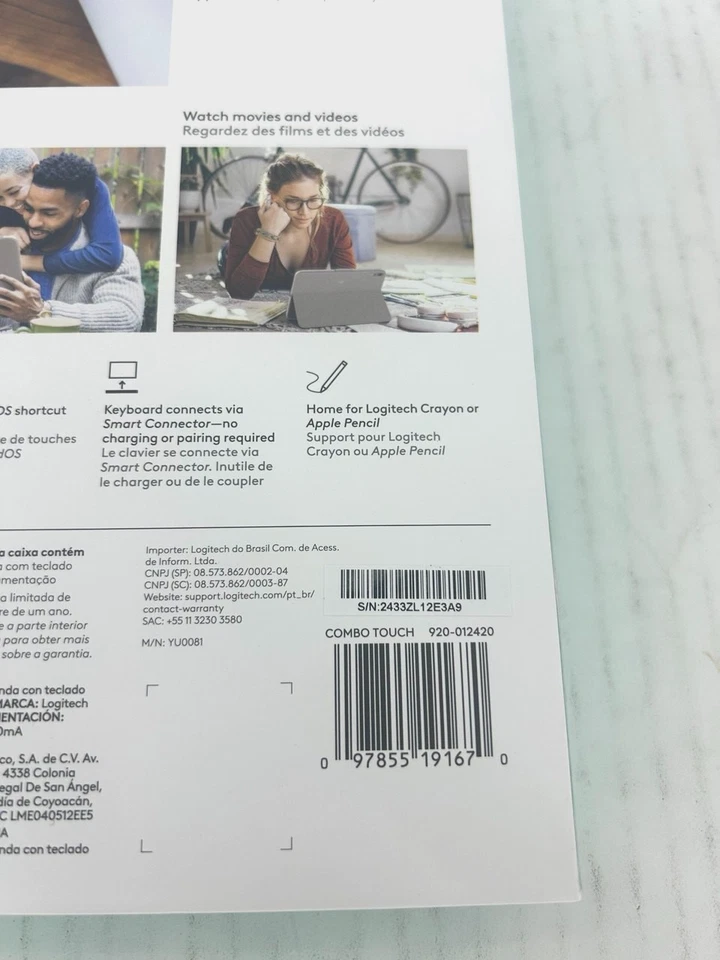 Watch movies and videos
Regardez des films et des vidéos
OS shortcut
e de touches
dOS
Keyboard connects via
Smart Connector—no
charging or pairing required
Le clavier se connecte via
Smart Connector. Inutile de
le charger ou de le coupler
Home for Logitech Crayon or
Apple Pencil
Support pour Logitech
Crayon ou Apple Pencil
a caixa contém
a com teclado
mentação
a limitada de
re de um ano.
e a parte interior
para obter mais
sobre a garantia.
Importer: Logitech do Brasil Com. de Acess.
de Inform. Ltda.
CNPJ (SP): 08.573.862/0002-04
CNPJ (SC): 08.573.862/0003-87
Website: support.logitech.com/pt_br/
contact-warranty
SAC: +55 11 3230 3580
M/N: YU0081
S/N:2433ZL12E3A9
COMBO TOUCH 920-012420
0 97855 19167 0
nda con teclado
MARCA: Logitech
MENTACIÓN:
0mA
co, S.A. de C.V. Av.
4338 Colonia
egal De San Ángel,
día de Coyoacán,
C LME040512EE5
A
nda con teclado